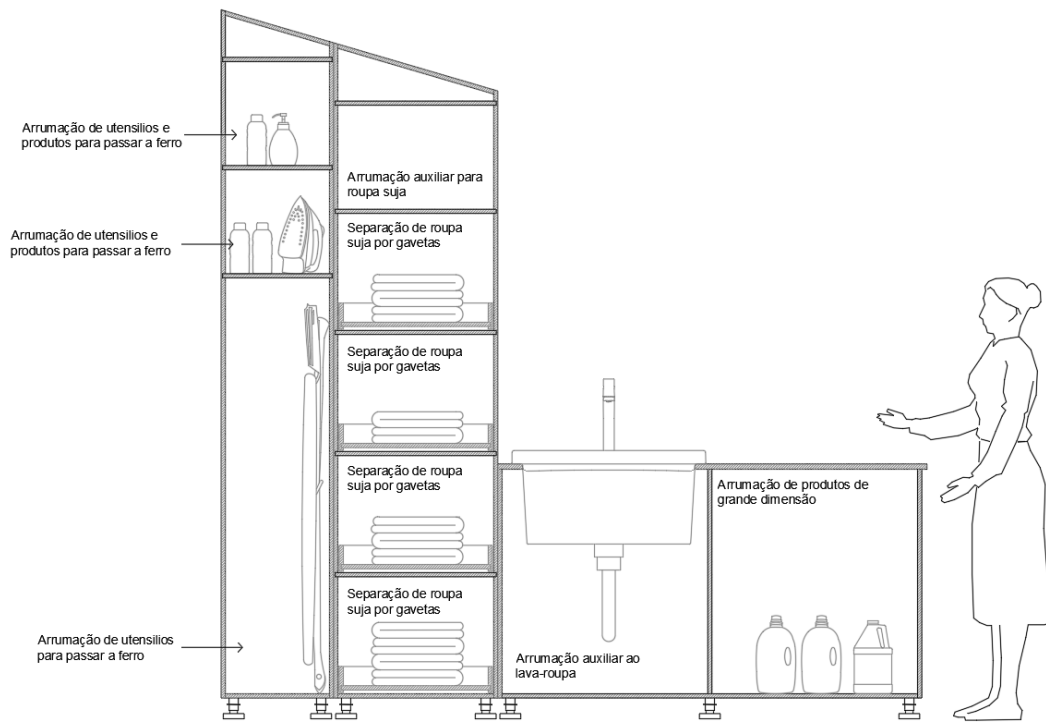 Arrumação de utensilios e
produtos para passar a ferro
Arrumação de utensilios e
produtos para passar a ferro
Arrumação de utensilios
para passar a ferro
Arrumação auxiliar para
roupa suja
Separação de roupa
suja por gavetas
Separação de roupa
suja por gavetas
Separação de roupa
suja por gavetas
Separação de roupa
suja por gavetas
Arrumação auxiliar ao
lava-roupa
Arrumação de produtos de
grande dimensão